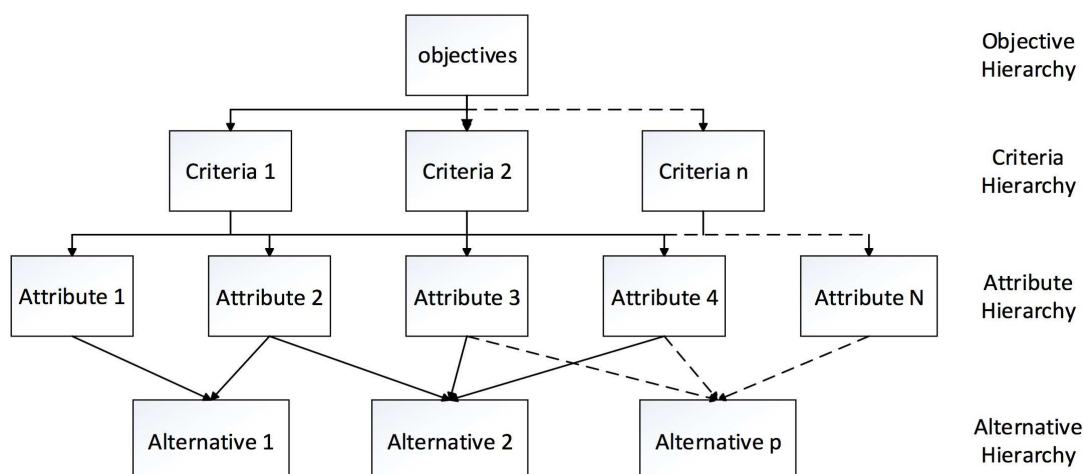 objectives
Objective
Hierarchy
Criteria 1
Criteria 2
Criteria n
Criteria
Hierarchy
Attribute 1
Attribute 2
Attribute 3
Attribute 4
Attribute N
Attribute
Hierarchy
Alternative 1
Alternative 2
Alternative p
Alternative
Hierarchy